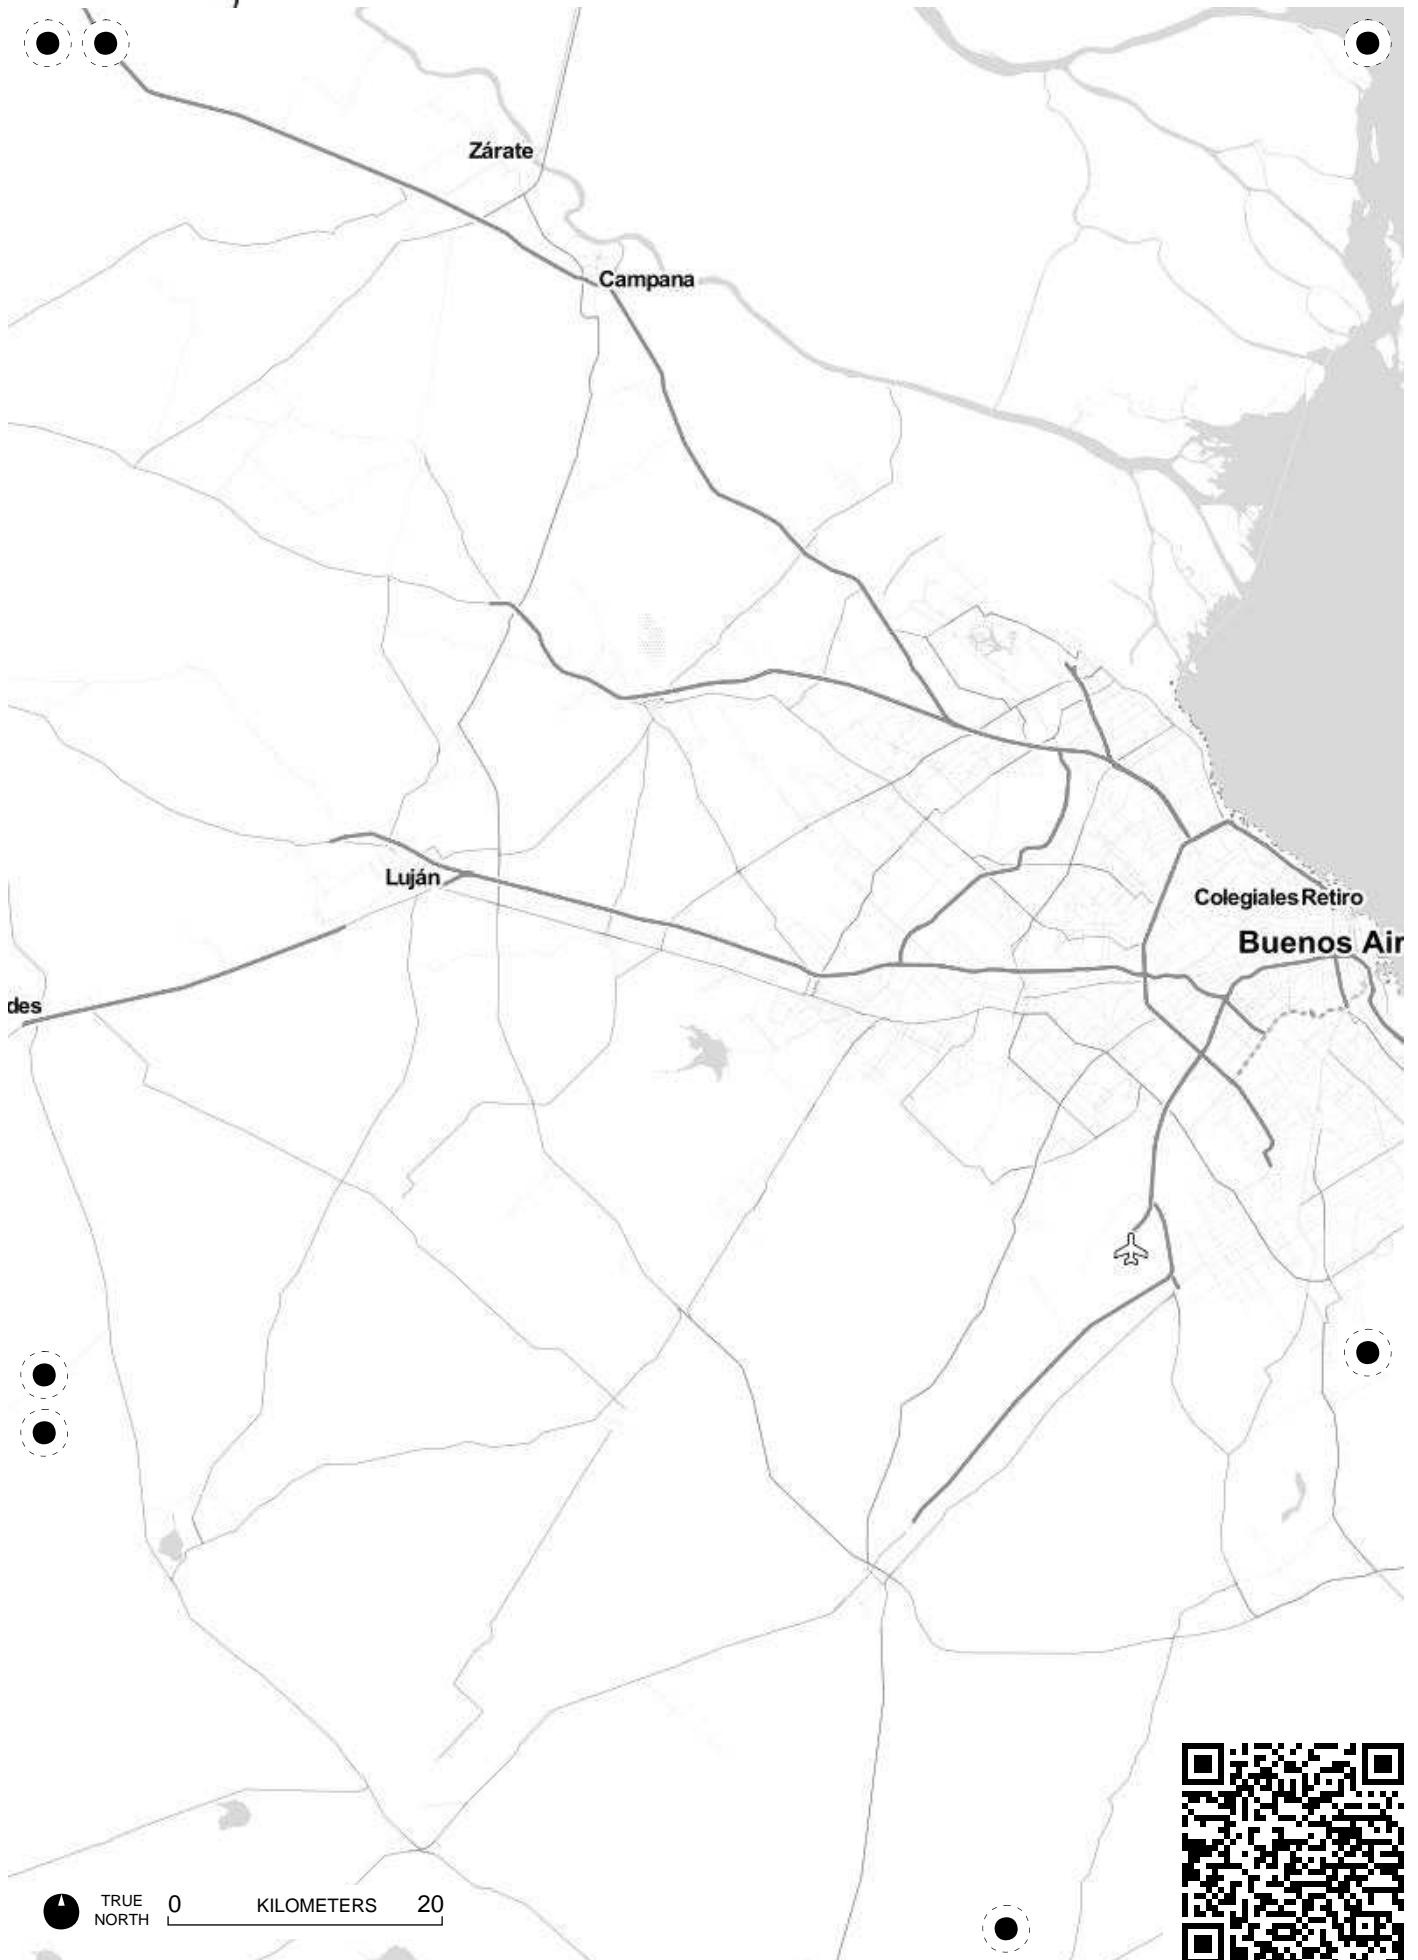 Zárate
Campana
Luján
Colegiales Retiro
Buenos Air
des
TRUE
NORTH
0 KILOMETERS 20